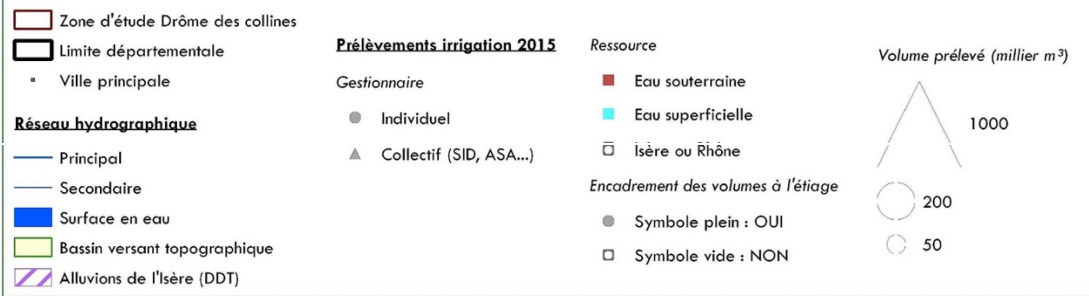 Zone d'étude Drôme des collines
Limite départementale
Ville principale
Réseau hydrographique
Principal
Secondaire
Surface en eau
Bassin versant topographique
Alluvions de l'Isère (DDT)
Prélèvements irrigation 2015
Gestionnaire
Individuel
Collectif (SID, ASA...)
Ressource
Eau souterraine
Eau superficielle
Isère ou Rhône
Encadrement des volumes à l'étiage
Symbole plein : OUI
Symbole vide : NON
Volume prélevé (millier m³)
1000
200
50